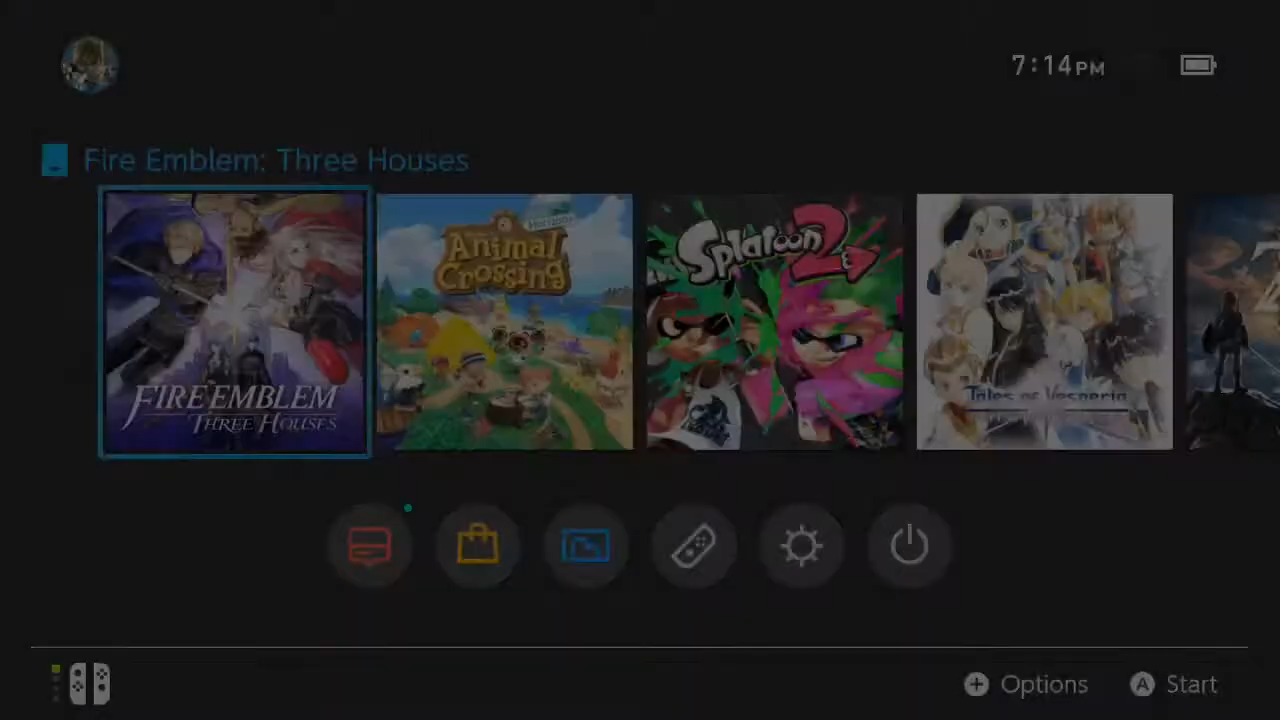 7:14PM
Fire Emblem: Three Houses
FIRE EMBLEM
THREE HOUSES
Horizons
Animal
Crossing
Splatoon 2
Tales of Vesperia
Options
A Start